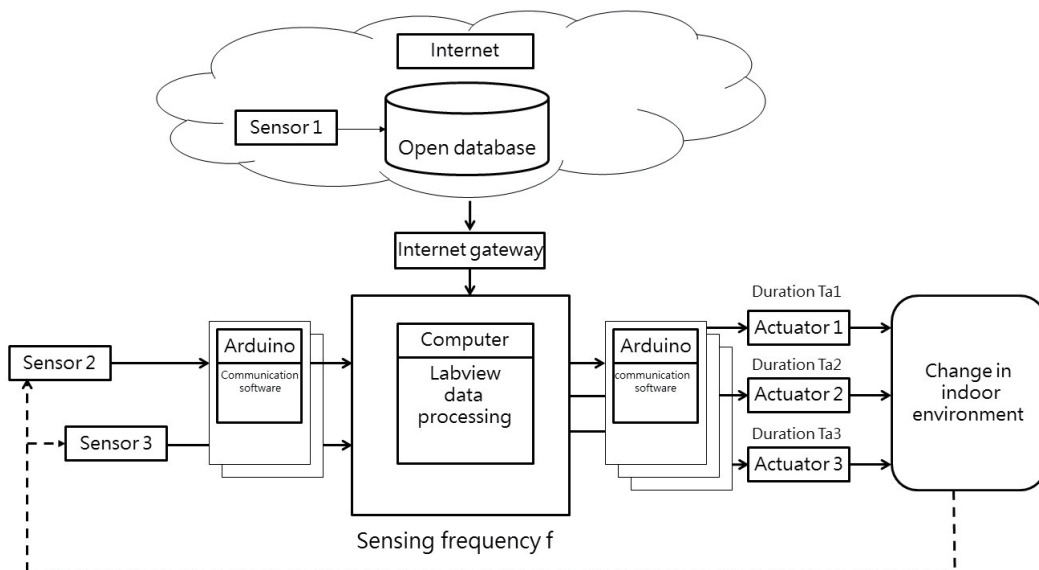 Internet
Sensor 1
Open database
Internet gateway
Duration Ta1
Arduino
Communication
software
Computer
Labview
data
processing
Arduino
communication
software
Actuator 1
Sensor 2
Duration Ta2
Actuator 2
Change in
indoor
environment
Sensor 3
Duration Ta3
Actuator 3
Sensing frequency f